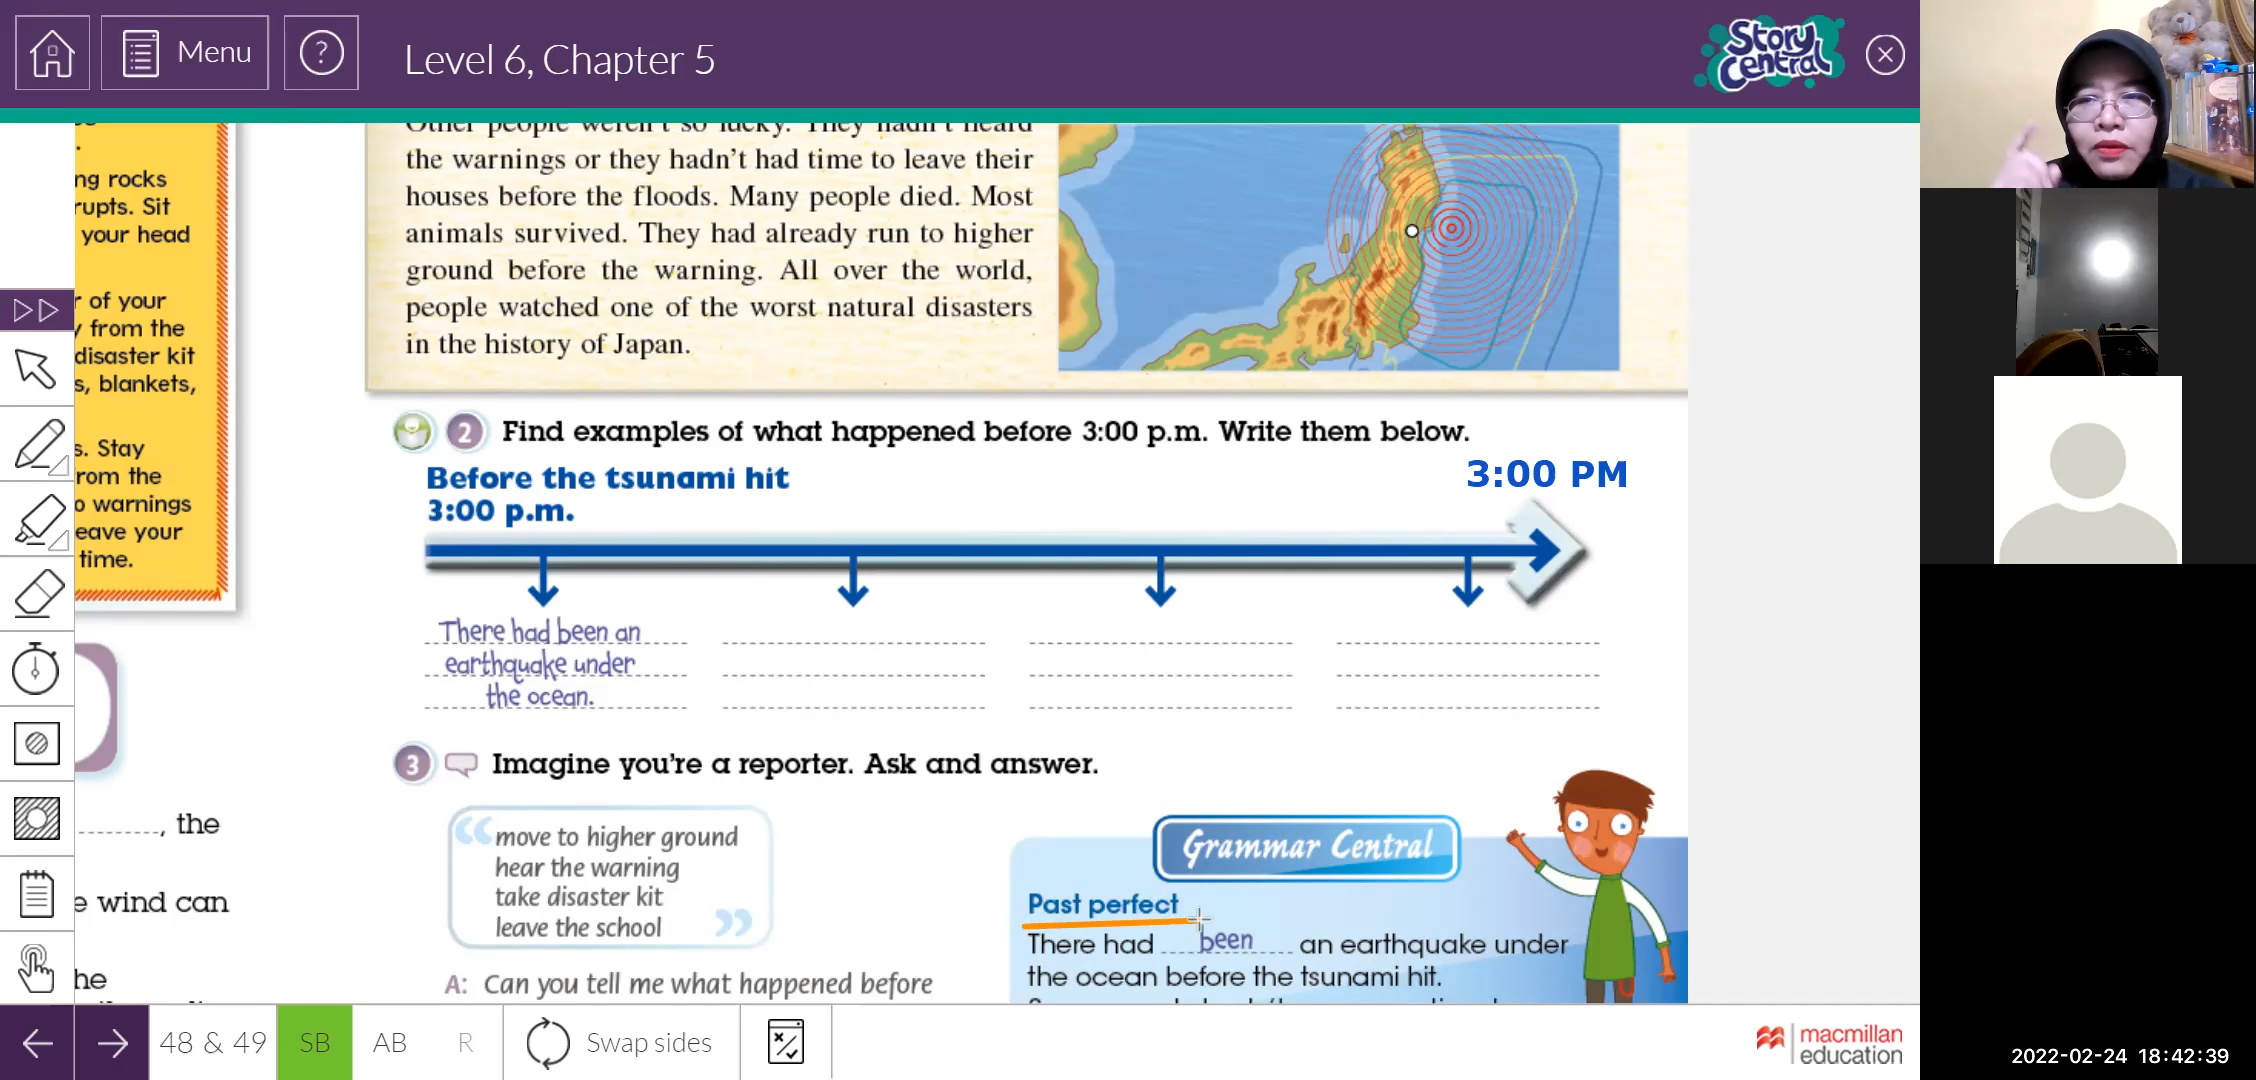 Menu
?
Level 6, Chapter 5
Story Central
ng rocks
rupts. Sit
your head
r of your
y from the
disaster kit
s, blankets,
s. Stay
rom the
o warnings
eave your
time.
, the
e wind can
he
Other people weren't so lucky. They hadn't heard
the warnings or they hadn't had time to leave their
houses before the floods. Many people died. Most
animals survived. They had already run to higher
ground before the warning. All over the world,
people watched one of the worst natural disasters
in the history of Japan.
2 Find examples of what happened before 3:00 p.m. Write them below.
Before the tsunami hit
3:00 p.m.
3:00 PM
There had been an
earthquake under
the ocean.
3 Imagine you're a reporter. Ask and answer.
“ move to higher ground
hear the warning
take disaster kit
leave the school ”
A: Can you tell me what happened before
Grammar Central
Past perfect
There had been an earthquake under
the ocean before the tsunami hit.
48 & 49
SB
AB
R
Swap sides
macmillan
education
2022-02-24 18:42:39